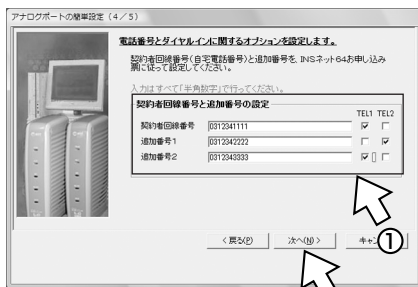 アナログポートの簡単設定 (4/5)
電話番号とダイヤルインに関するオプションを設定します。
契約者回線番号(自宅電話番号)と追加番号を、INSネット64お申し込み
票に従って設定してください。
入力はすべて「半角数字」で行ってください。
契約者回線番号と追加番号の設定
TEL1 TEL2
契約者回線番号 0312341111
追加番号1 0312342222
追加番号2 0312343333
< 戻る(P) 次へ(N) > キャン
①